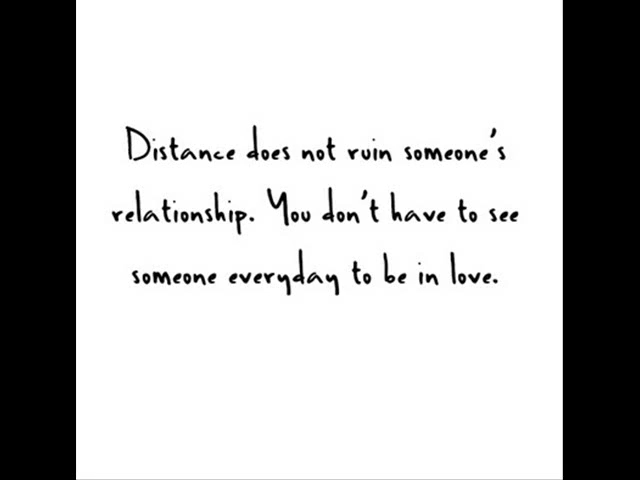 Distance does not ruin someone's
relationship. You don't have to see
someone everyday to be in love.